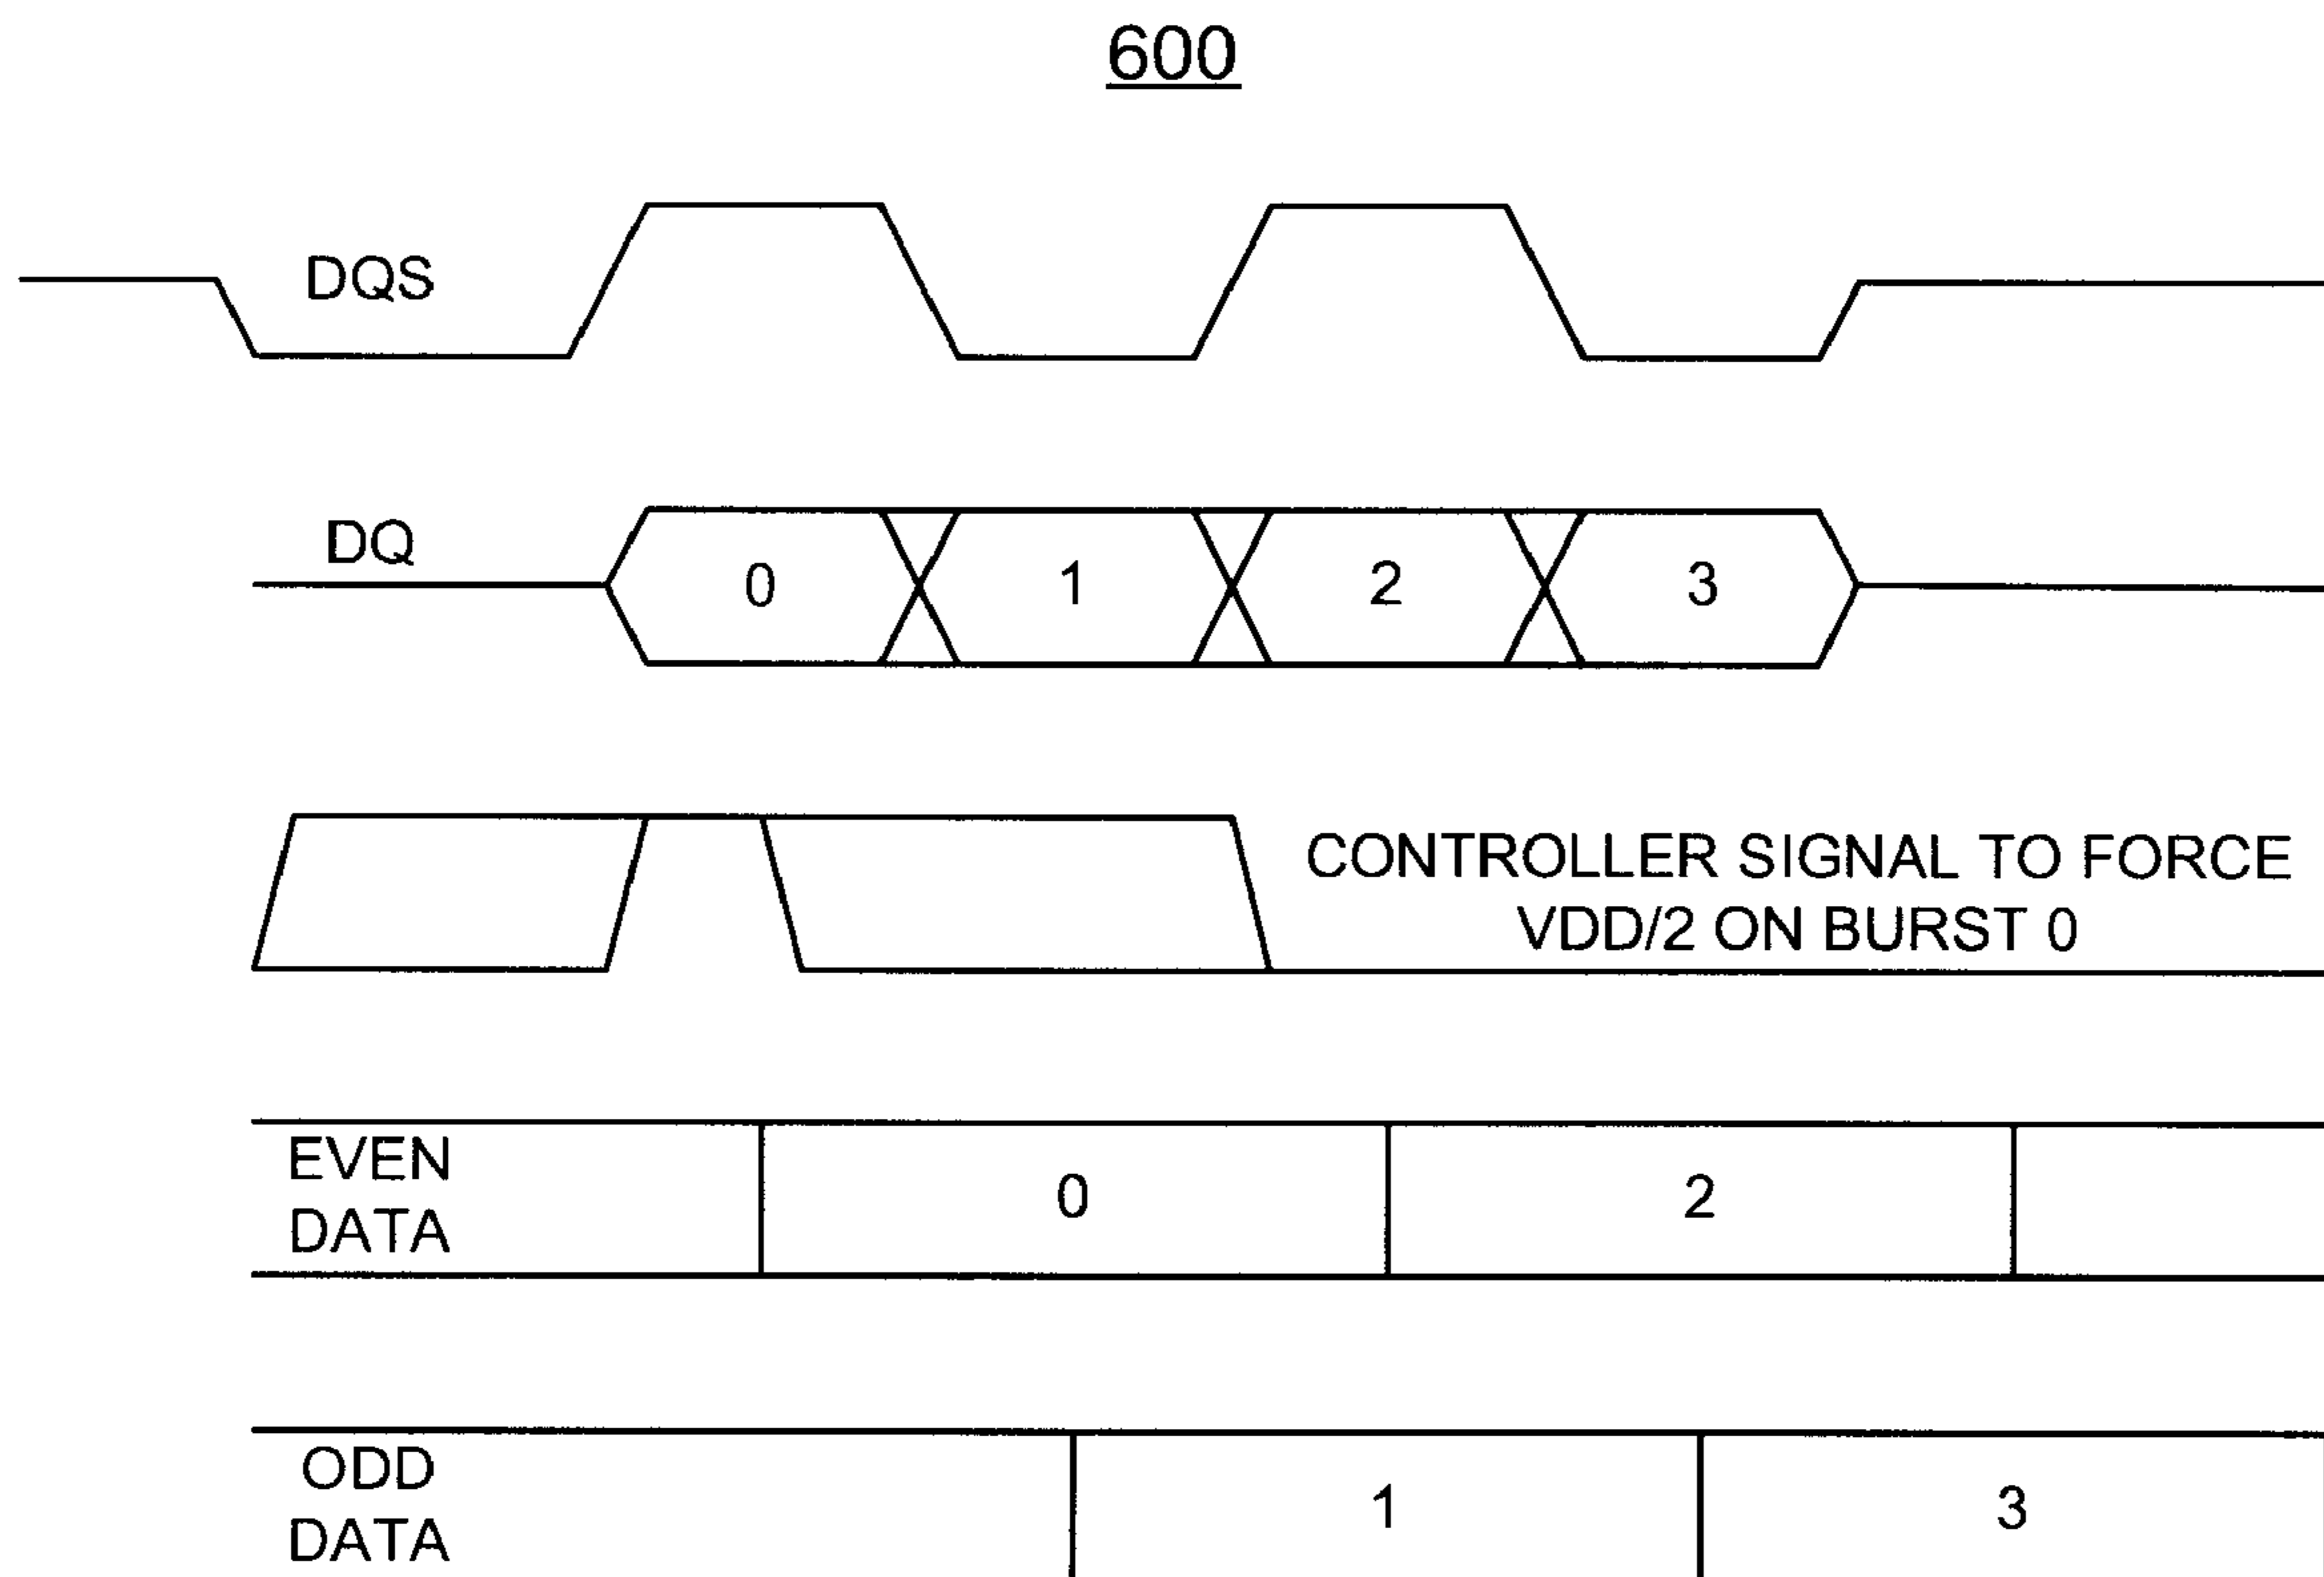 600
DQS
DQ
0 1 2 3
CONTROLLER SIGNAL TO FORCE
VDD/2 ON BURST 0
EVEN
DATA
0 2
ODD
DATA
1 3